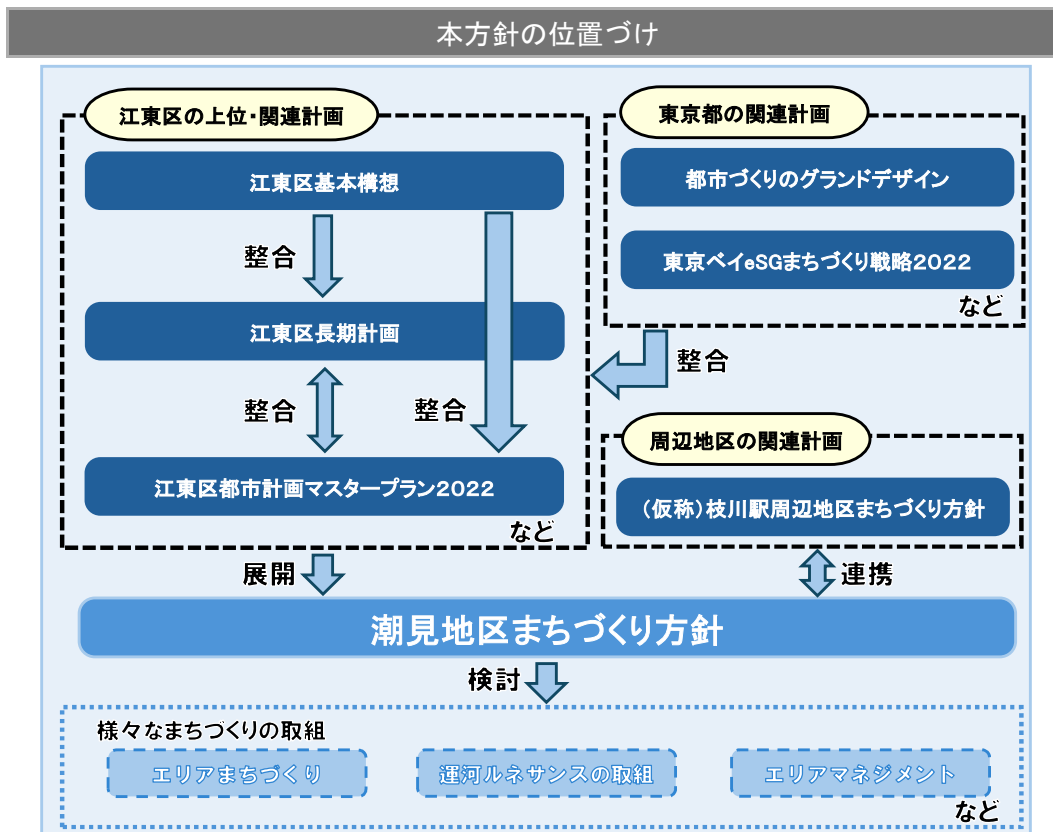 本方針の位置づけ
江東区の上位・関連計画
江東区基本構想
整合
江東区長期計画
整合
整合
江東区都市計画マスタープラン2022
など
東京都の関連計画
都市づくりのグランドデザイン
東京ベイeSGまちづくり戦略2022
など
整合
周辺地区の関連計画
(仮称)枝川駅周辺地区まちづくり方針
展開
連携
潮見地区まちづくり方針
検討
様々なまちづくりの取組
エリアまちづくり
運河ルネサンスの取組
エリアマネジメント
など